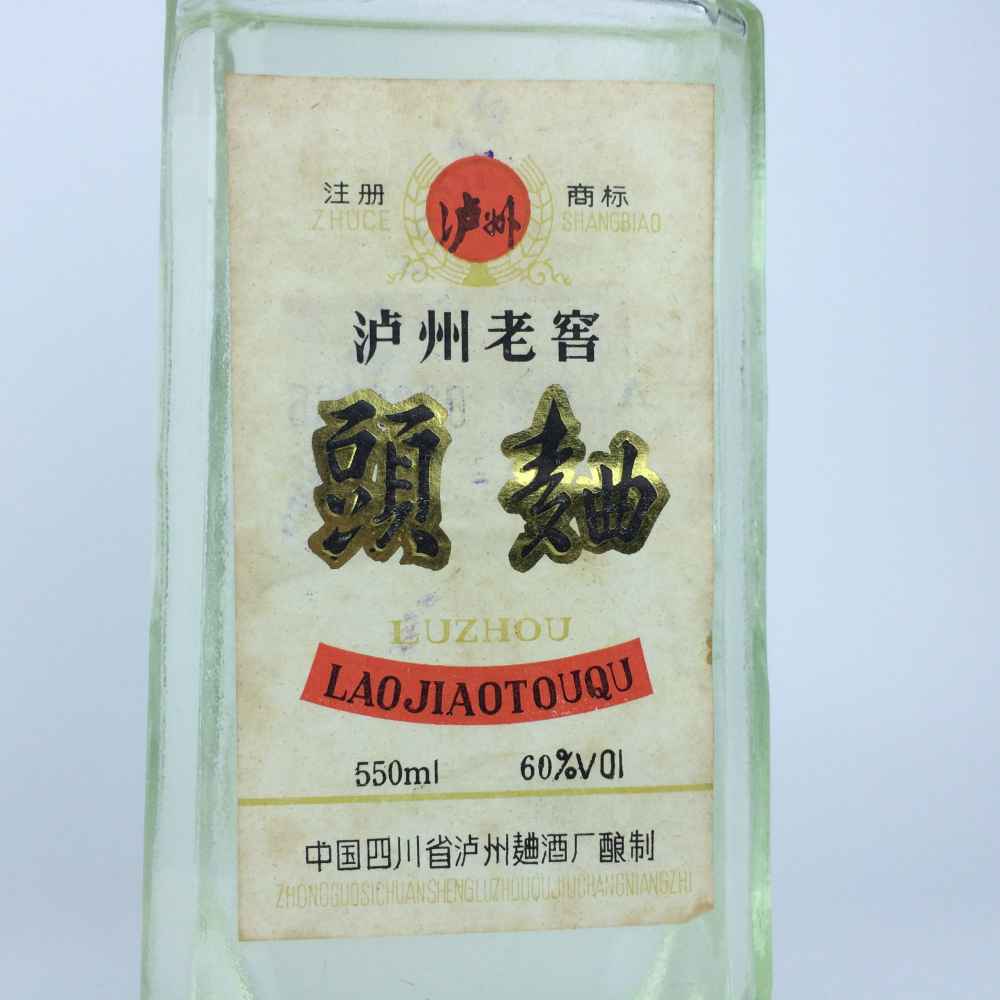 注册 泸州 商标
ZHUCE SHANGBIAO
泸州老窖
頭麯
LUZHOU
LAOJIAOTOUQU
550ml 60%VOl
中国四川省泸州麯酒厂酿制
ZHONGGUOSICHUANSHENGLUZHOUQUJIUCHANGNIANGZHI